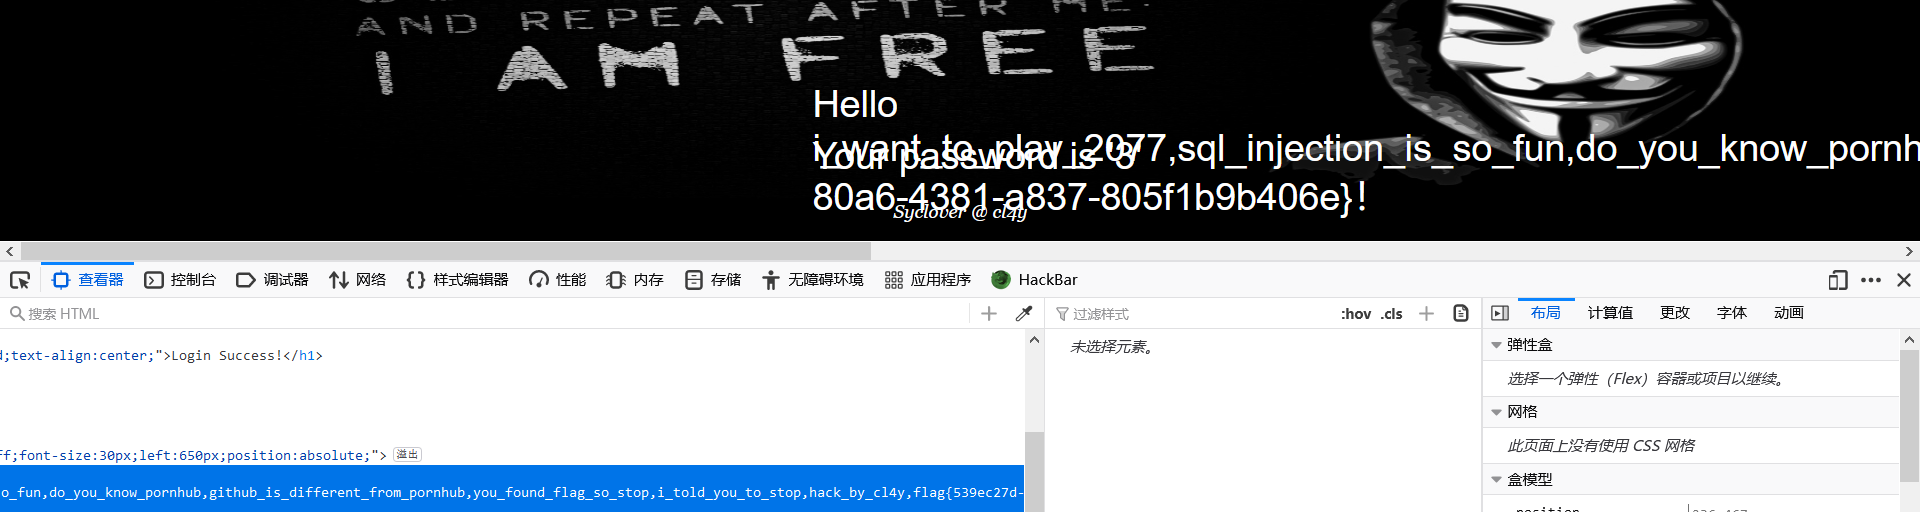 AND REPEAT AFTER ME:
I AM FREE
Hello
i_want_to_play_2077,sql_injection_is_so_fun,do_you_know_pornh
Your password is '3'
80a6-4381-a837-805f1b9b406e}!
Syclover @ cl4y
查看器 控制台 调试器 网络 样式编辑器 性能 内存 存储 无障碍环境 应用程序 HackBar
搜索 HTML
过滤样式 :hov .cls
布局 计算值 更改 字体 动画
d;text-align:center;">Login Success!</h1>
未选择元素。
弹性盒
选择一个弹性（Flex）容器或项目以继续。
网格
此页面上没有使用 CSS 网格
ff;font-size:30px;left:650px;position:absolute;"> 溢出
o_fun,do_you_know_pornhub,github_is_different_from_pornhub,you_found_flag_so_stop,i_told_you_to_stop,hack_by_cl4y,flag{539ec27d-
盒模型